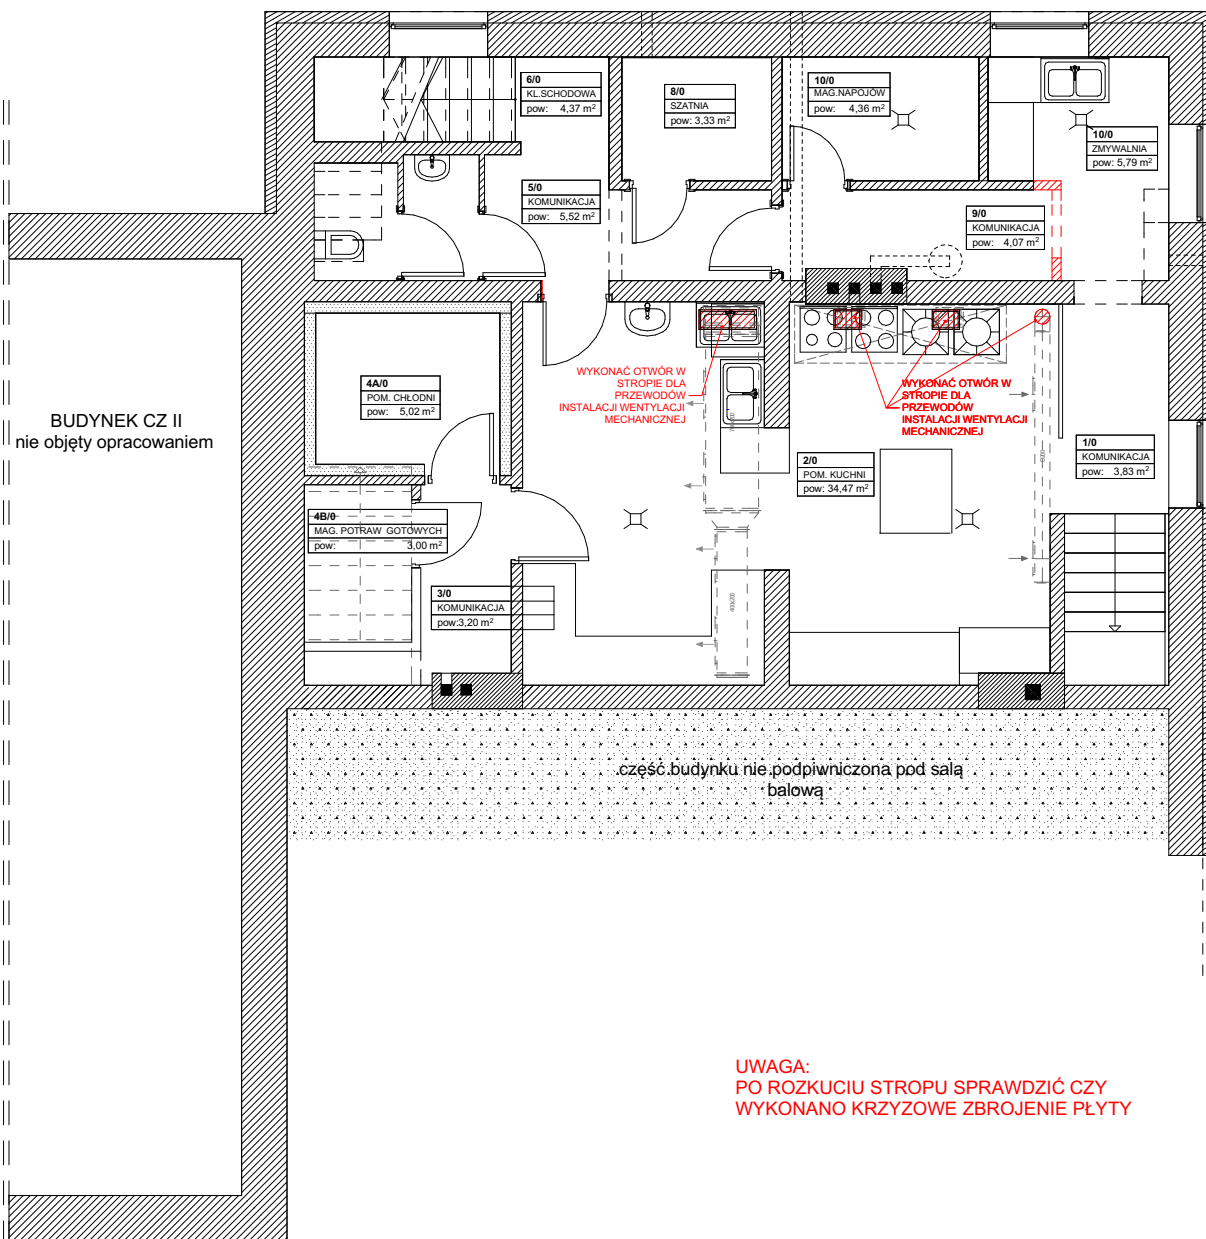 6/0
KL.SCHODOWA
pow: 4,37 m²
8/0
SZATNIA
pow: 3,33 m²
10/0
MAG.NAPOJÓW
pow: 4,36 m²
10/0
ZMYWALNIA
pow: 5,79 m²
5/0
KOMUNIKACJA
pow: 5,52 m²
9/0
KOMUNIKACJA
pow: 4,07 m²
4A/0
POM. CHŁODNI
pow: 5,02 m²
WYKONAĆ OTWÓR W
STROPIE DLA
PRZEWODÓW
INSTALACJI WENTYLACJI
MECHANICZNEJ
WYKONAĆ OTWÓR W
STROPIE DLA
PRZEWODÓW
INSTALACJI WENTYLACJI
MECHANICZNEJ
BUDYNEK CZ II
nie objęty opracowaniem
1/0
KOMUNIKACJA
pow: 3,83 m²
2/0
POM. KUCHNI
pow: 34,47 m²
4B/0
MAG. POTRAW GOTOWYCH
pow: 3,00 m²
3/0
KOMUNIKACJA
pow:3,20 m²
400x200
część budynku nie podpiwniczona pod salą
balową
UWAGA:
PO ROZKUCIU STROPU SPRAWDZIĆ CZY
WYKONANO KRZYZOWE ZBROJENIE PŁYTY